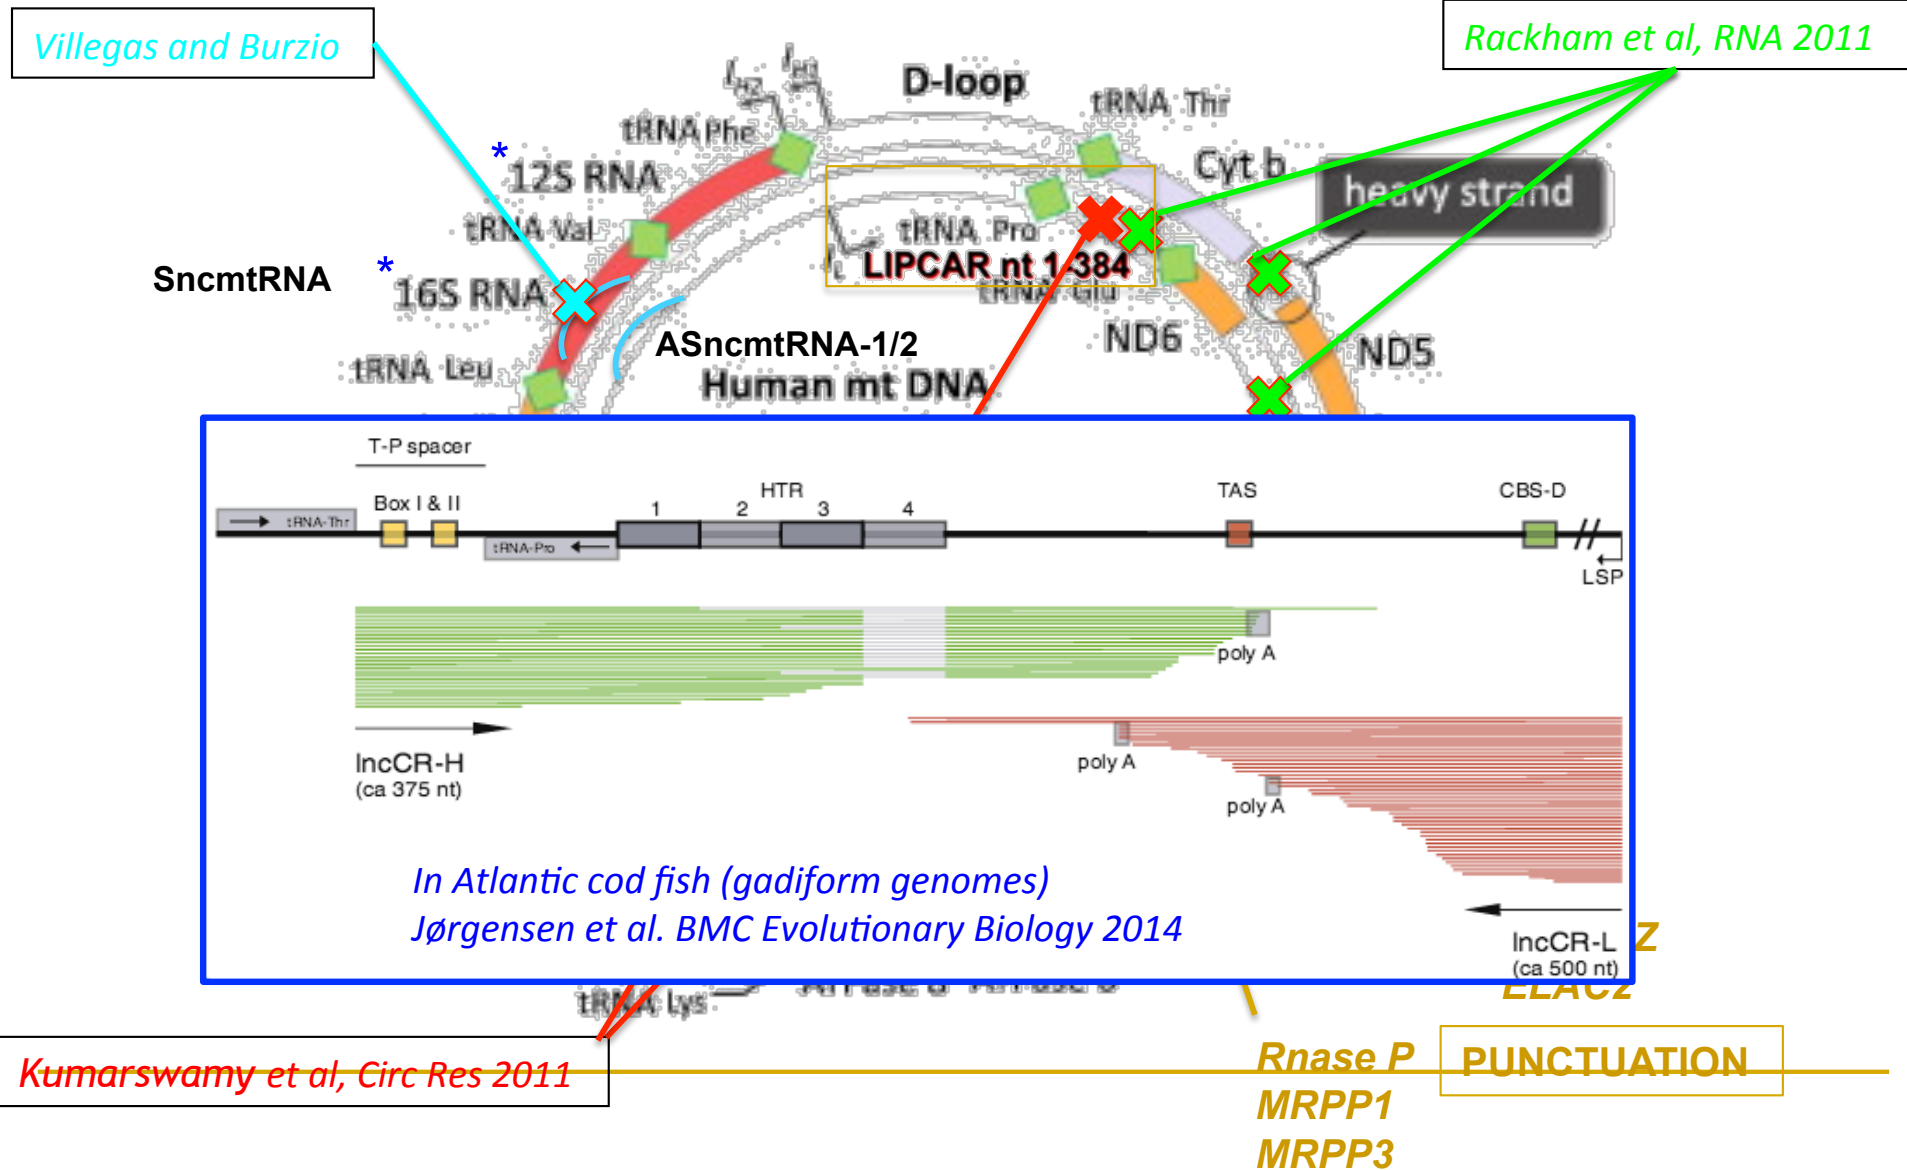 Villegas and Burzio
Rackham et al, RNA 2011
D-loop
tRNA Thr
tRNA Phe
*
12S RNA
Cyt b
heavy strand
tRNA Val
tRNA Pro
SncmtRNA
*
16S RNA
LIPCAR nt 1-384
tRNA Glu
ASncmtRNA-1/2
ND6
ND5
tRNA Leu
Human mt DNA
T-P spacer
Box I & II
HTR
TAS
CBS-D
1 2 3 4
tRNA-Thr
tRNA-Pro
LSP
poly A
lncCR-H
(ca 375 nt)
poly A
poly A
In Atlantic cod fish (gadiform genomes)
Jørgensen et al. BMC Evolutionary Biology 2014
lncCR-L
(ca 500 nt)
Z
ELAC2
tRNA Lys
Kumarswamy et al, Circ Res 2011
Rnase P
PUNCTUATION
MRPP1
MRPP3